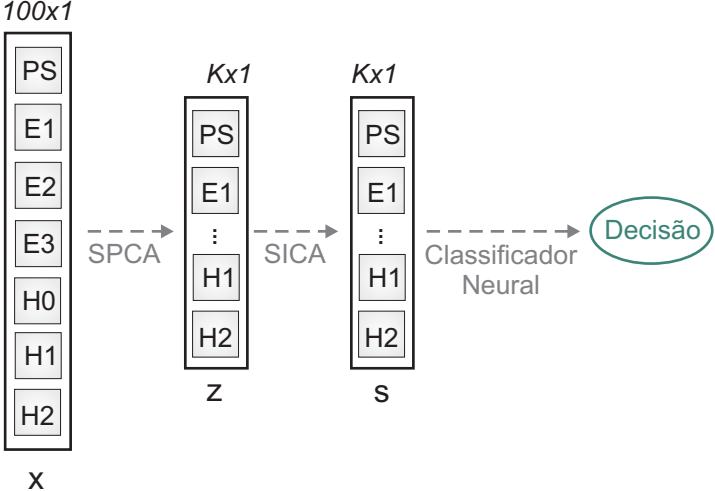 100x1
PS
E1
E2
E3
H0
H1
H2
x
SPCA
Kx1
PS
E1
...
H1
H2
z
SICA
Kx1
PS
E1
...
H1
H2
s
Classificador
Neural
Decisão